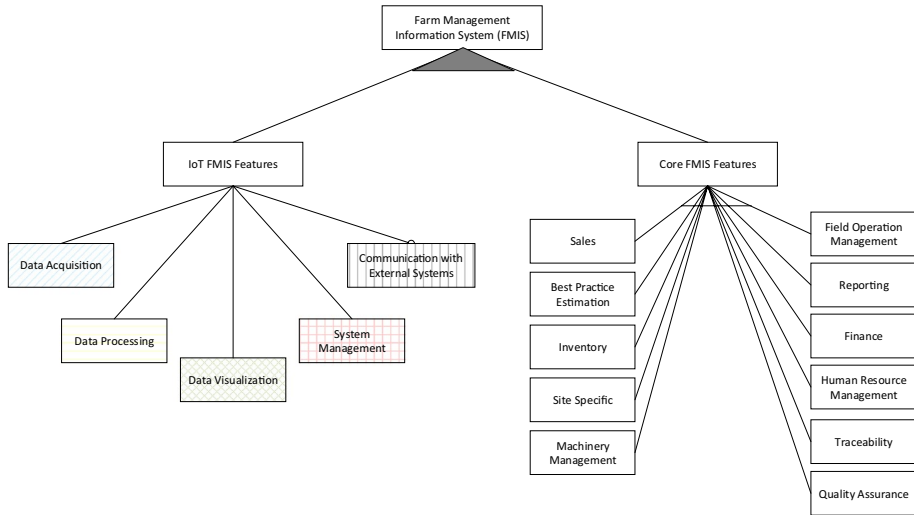 Farm Management
Information System (FMIS)
IoT FMIS Features
Core FMIS Features
Data Acquisition
Communication with
External Systems
Data Processing
System
Management
Data Visualization
Sales
Best Practice
Estimation
Inventory
Site Specific
Machinery
Management
Field Operation
Management
Reporting
Finance
Human Resource
Management
Traceability
Quality Assurance